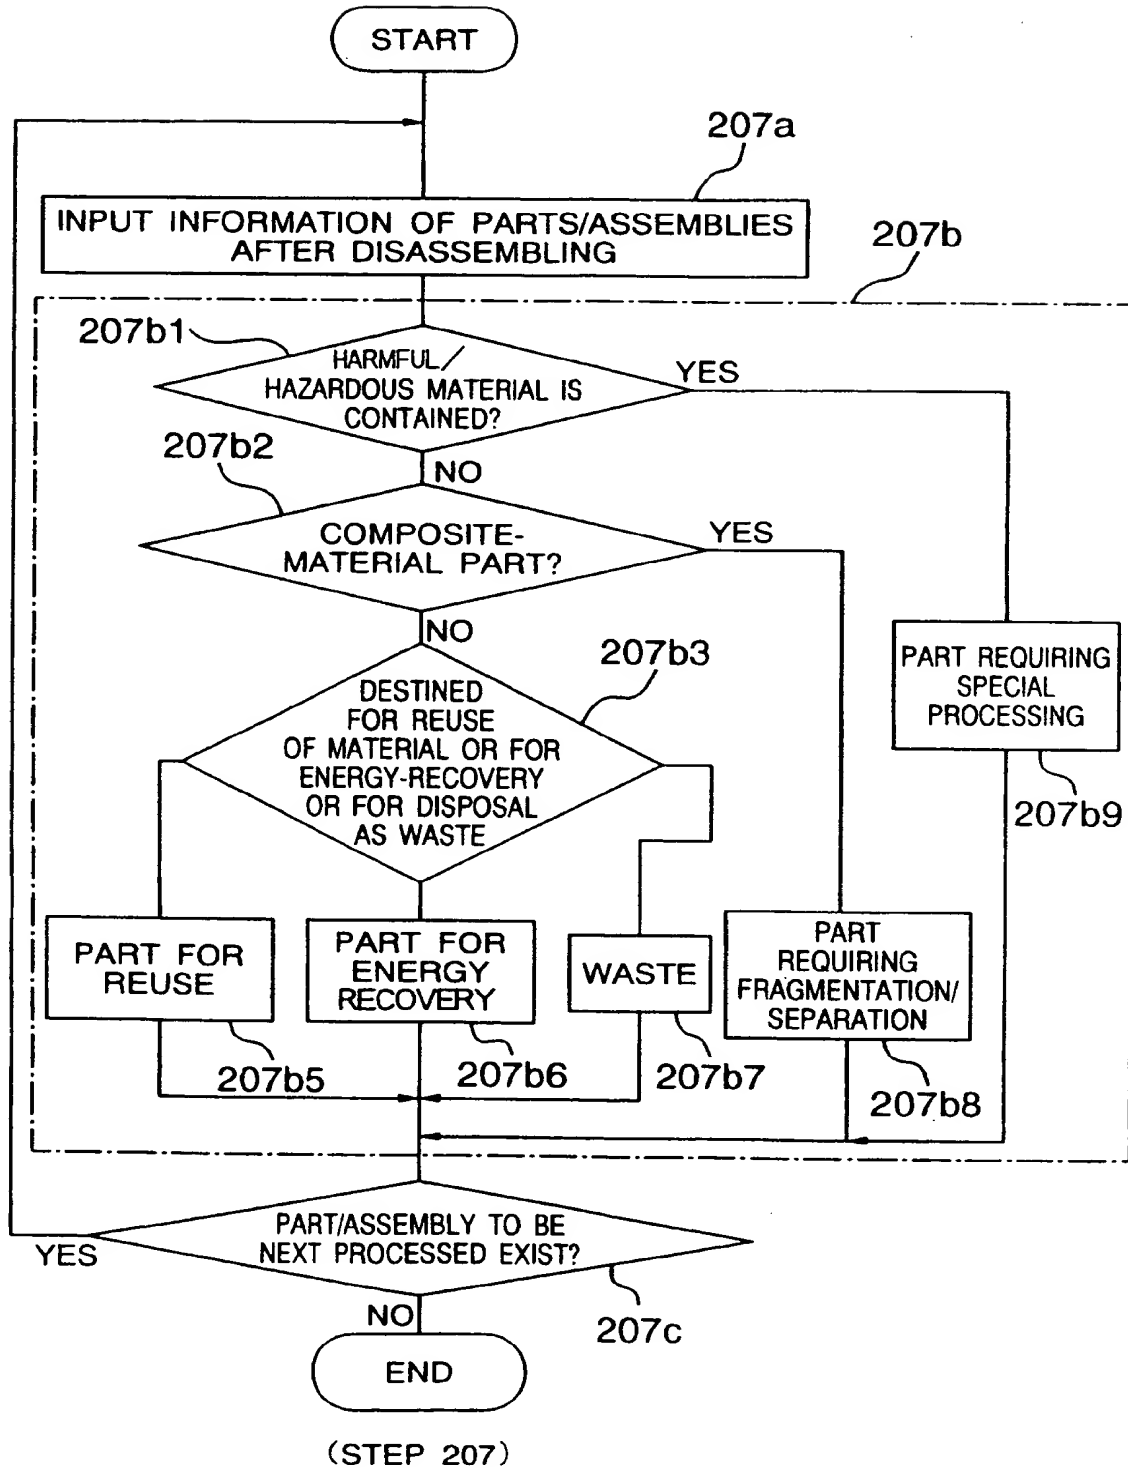 START
207a
INPUT INFORMATION OF PARTS/ASSEMBLIES
AFTER DISASSEMBLING
207b
207b1
HARMFUL/
HAZARDOUS MATERIAL IS
CONTAINED?
YES
207b2
NO
COMPOSITE-
MATERIAL PART?
YES
NO
207b3
DESTINED
FOR REUSE
OF MATERIAL OR FOR
ENERGY-RECOVERY
OR FOR DISPOSAL
AS WASTE
PART REQUIRING
SPECIAL
PROCESSING
207b9
PART FOR
REUSE
207b5
PART FOR
ENERGY
RECOVERY
207b6
WASTE
207b7
PART
REQUIRING
FRAGMENTATION/
SEPARATION
207b8
PART/ASSEMBLY TO BE
NEXT PROCESSED EXIST?
YES
NO
207c
END
(STEP 207)